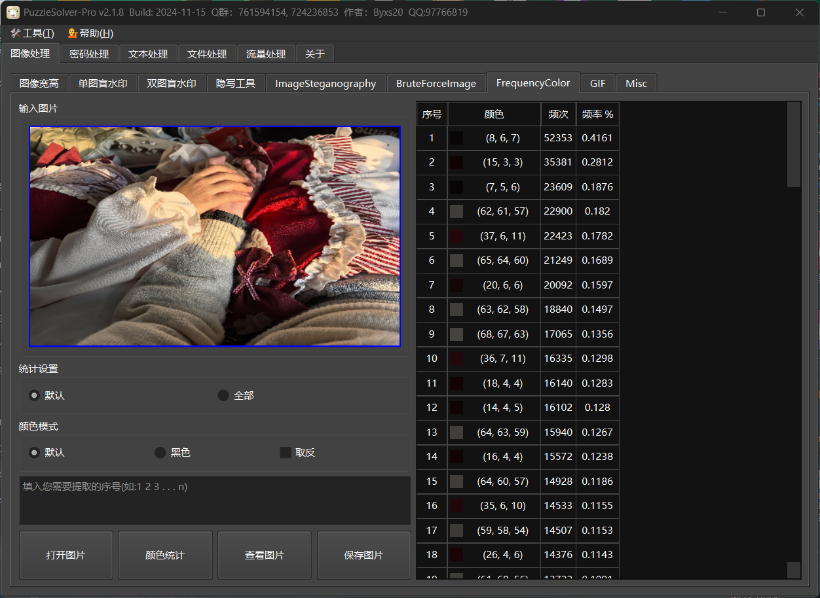 PuzzleSolver-Pro v2.1.8 Build: 2024-11-15 Q群: 761594154, 724236853 作者: Byxs20 QQ:97766819
工具(T) 帮助(H)
图像处理 密码处理 文本处理 文件处理 流量处理 关于
图像宽高 单图盲水印 双图盲水印 隐写工具 ImageSteganography BruteForceImage FrequencyColor GIF Misc
输入图片
统计设置
默认 全部
颜色模式
默认 黑色 取反
填入您需要提取的序号(如:1 2 3 . . . n)
打开图片 颜色统计 查看图片 保存图片
序号 颜色 频次 频率 %
1 (8, 6, 7) 52353 0.4161
2 (15, 3, 3) 35381 0.2812
3 (7, 5, 6) 23609 0.1876
4 (62, 61, 57) 22900 0.182
5 (37, 6, 11) 22423 0.1782
6 (65, 64, 60) 21249 0.1689
7 (20, 6, 6) 20092 0.1597
8 (63, 62, 58) 18840 0.1497
9 (68, 67, 63) 17065 0.1356
10 (36, 7, 11) 16335 0.1298
11 (18, 4, 4) 16140 0.1283
12 (14, 4, 5) 16102 0.128
13 (64, 63, 59) 15940 0.1267
14 (16, 4, 4) 15572 0.1238
15 (64, 60, 57) 14928 0.1186
16 (35, 6, 10) 14533 0.1155
17 (59, 58, 54) 14507 0.1153
18 (26, 4, 6) 14376 0.1143